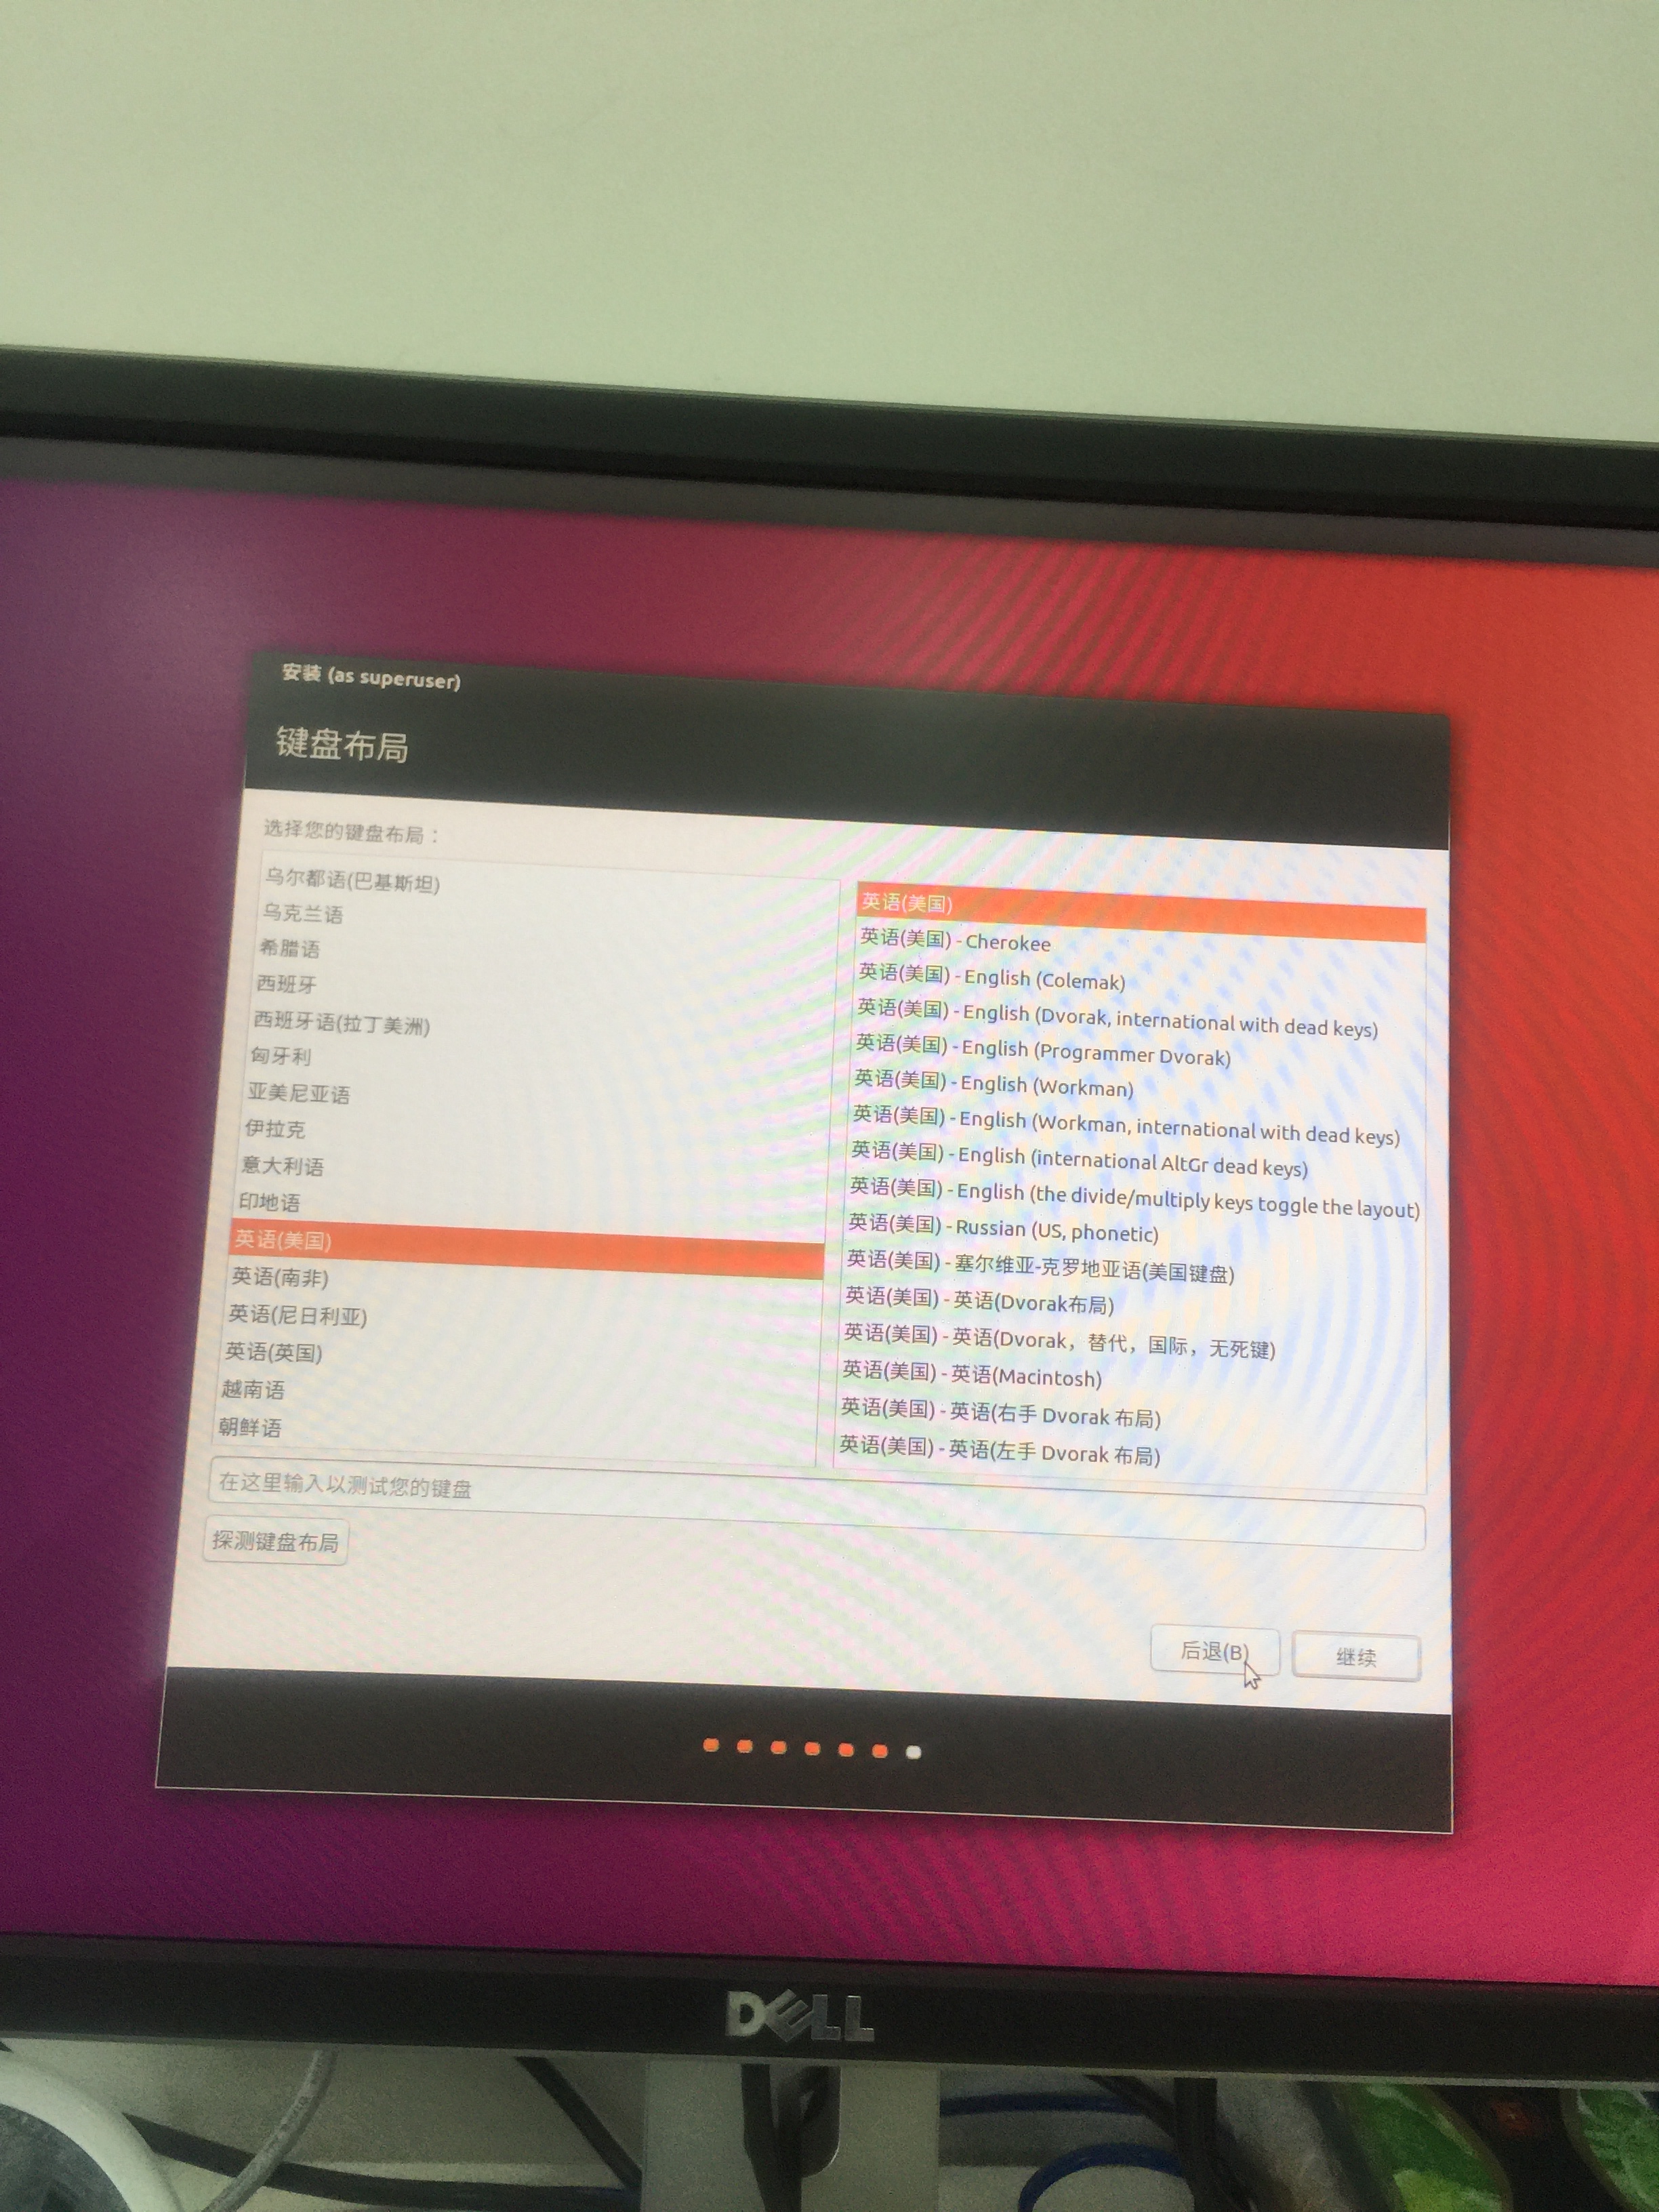 安装 (as superuser)
键盘布局
选择您的键盘布局：
乌尔都语(巴基斯坦)
乌克兰语
希腊语
西班牙
西班牙语(拉丁美洲)
匈牙利
亚美尼亚语
伊拉克
意大利语
印地语
英语(美国)
英语(南非)
英语(尼日利亚)
英语(英国)
越南语
朝鲜语
英语(美国)
英语(美国) - Cherokee
英语(美国) - English (Colemak)
英语(美国) - English (Dvorak, international with dead keys)
英语(美国) - English (Programmer Dvorak)
英语(美国) - English (Workman)
英语(美国) - English (Workman, international with dead keys)
英语(美国) - English (international AltGr dead keys)
英语(美国) - English (the divide/multiply keys toggle the layout)
英语(美国) - Russian (US, phonetic)
英语(美国) - 塞尔维亚-克罗地亚语(美国键盘)
英语(美国) - 英语(Dvorak布局)
英语(美国) - 英语(Dvorak，替代，国际，无死键)
英语(美国) - 英语(Macintosh)
英语(美国) - 英语(右手 Dvorak 布局)
英语(美国) - 英语(左手 Dvorak 布局)
在这里输入以测试您的键盘
探测键盘布局
后退(B)
继续
DELL